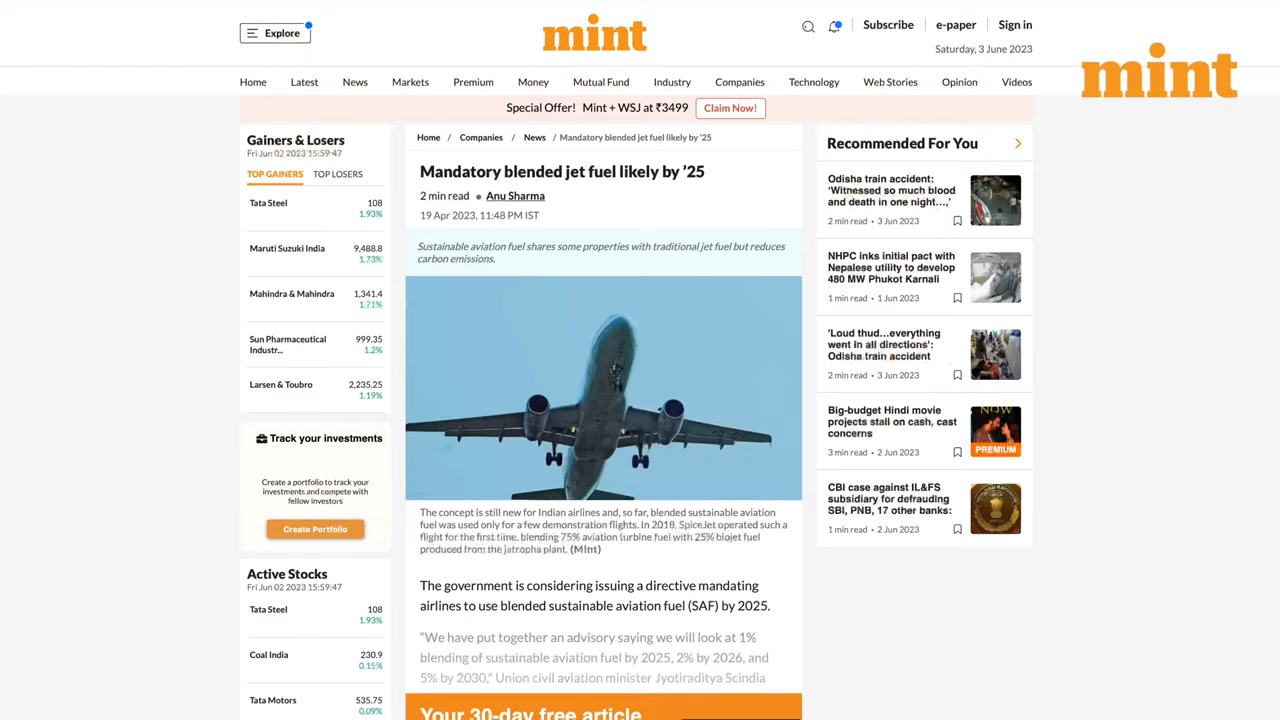 Explore
mint
Subscribe
e-paper
Sign in
Saturday, 3 June 2023
mint
Home Latest News Markets Premium Money Mutual Fund Industry Companies Technology Web Stories Opinion Videos
Special Offer! Mint + WSJ at ₹3499 Claim Now!
Gainers & Losers
Fri Jun 02 2023 15:59:47
TOP GAINERS TOP LOSERS
Tata Steel 108
1.93%
Maruti Suzuki India 9,488.8
1.73%
Mahindra & Mahindra 1,341.4
1.71%
Sun Pharmaceutical 999.35
Industr... 1.2%
Larsen & Toubro 2,235.25
1.19%
Track your investments
Create a portfolio to track your
investments and compete with
fellow investors
Create Portfolio
Active Stocks
Fri Jun 02 2023 15:59:47
Tata Steel 108
1.93%
Coal India 230.9
0.15%
Tata Motors 535.75
0.09%
Home / Companies / News / Mandatory blended jet fuel likely by '25
Mandatory blended jet fuel likely by ’25
2 min read • Anu Sharma
19 Apr 2023, 11:48 PM IST
Sustainable aviation fuel shares some properties with traditional jet fuel but reduces
carbon emissions.
The concept is still new for Indian airlines and, so far, blended sustainable aviation
fuel was used only for a few demonstration flights. In 2018, SpiceJet operated such a
flight for the first time, blending 75% aviation turbine fuel with 25% biojet fuel
produced from the jatropha plant. (Mint)
The government is considering issuing a directive mandating
airlines to use blended sustainable aviation fuel (SAF) by 2025.
“We have put together an advisory saying we will look at 1%
blending of sustainable aviation fuel by 2025, 2% by 2026, and
5% by 2030," Union civil aviation minister Jyotiraditya Scindia
Your 30-day free article
Recommended For You
Odisha train accident:
‘Witnessed so much blood
and death in one night...,’
2 min read • 3 Jun 2023
NHPC inks initial pact with
Nepalese utility to develop
480 MW Phukot Karnali
1 min read • 1 Jun 2023
'Loud thud...everything
went in all directions':
Odisha train accident
2 min read • 3 Jun 2023
Big-budget Hindi movie
projects stall on cash, cast
concerns
3 min read • 2 Jun 2023
NOW
PREMIUM
CBI case against IL&FS
subsidiary for defrauding
SBI, PNB, 17 other banks:
1 min read • 2 Jun 2023